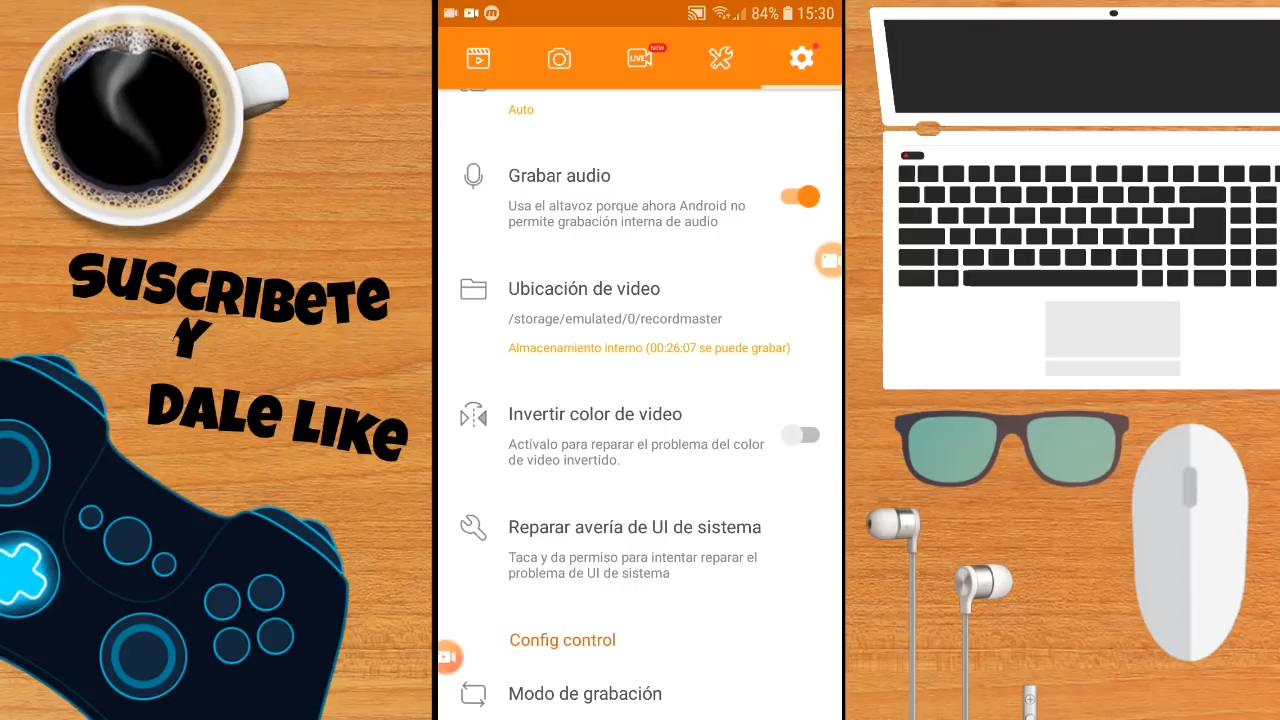 84% 15:30
LIVE NEW
Auto
Grabar audio
Usa el altavoz porque ahora Android no
permite grabación interna de audio
Ubicación de video
/storage/emulated/0/recordmaster
Almacenamiento interno (00:26:07 se puede grabar)
Invertir color de video
Actívalo para reparar el problema del color
de video invertido.
Reparar avería de UI de sistema
Taca y da permiso para intentar reparar el
problema de UI de sistema
Config control
Modo de grabación
SUSCRIBETE
Y
DALE LIKE